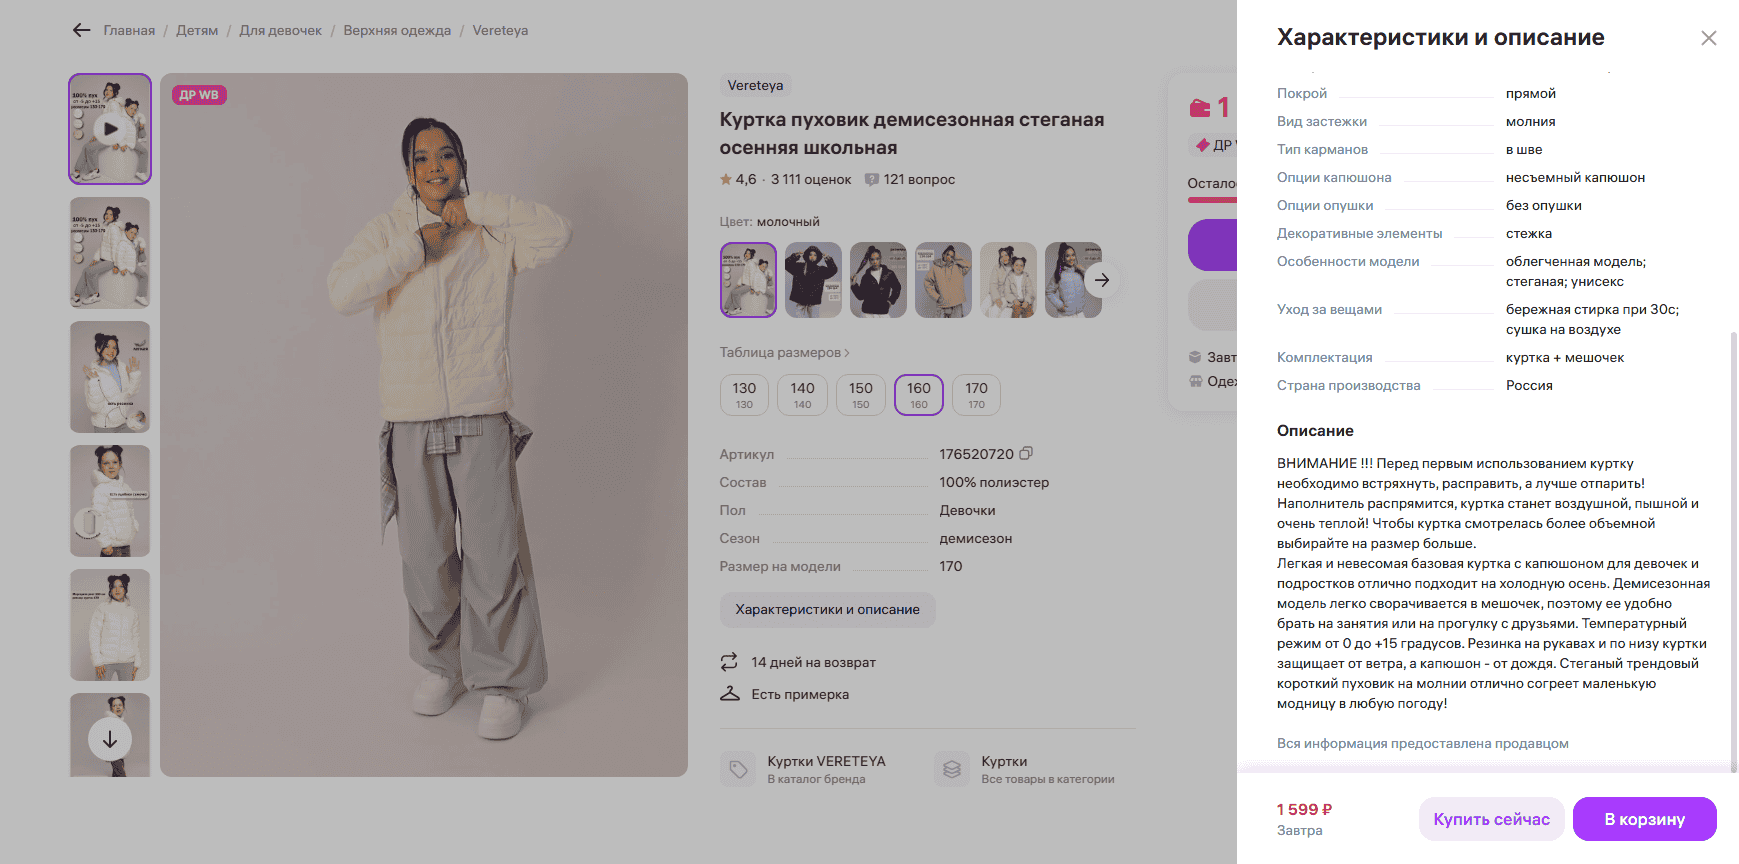 Главная / Детям / Для девочек / Верхняя одежда / Vereteya
ДР WB
Vereteya
Куртка пуховик демисезонная стеганая
осенняя школьная
4,6 · 3 111 оценок 121 вопрос
Цвет: молочный
Таблица размеров
130 140 150 160 170
130 140 150 160 170
Артикул 176520720
Состав 100% полиэстер
Пол Девочки
Сезон демисезон
Размер на модели 170
Характеристики и описание
14 дней на возврат
Есть примерка
Куртки VERETEYA
В каталог бренда
Куртки
Все товары в категории
1
ДР
Остало
Завт
Оде
Характеристики и описание
Покрой прямой
Вид застежки молния
Тип карманов в шве
Опции капюшона несъемный капюшон
Опции опушки без опушки
Декоративные элементы стежка
Особенности модели облегченная модель;
стеганая; унисекс
Уход за вещами бережная стирка при 30с;
сушка на воздухе
Комплектация куртка + мешочек
Страна производства Россия
Описание
ВНИМАНИЕ !!! Перед первым использованием куртку
необходимо встряхнуть, расправить, а лучше отпарить!
Наполнитель распрямится, куртка станет воздушной, пышной и
очень теплой! Чтобы куртка смотрелась более объемной
выбирайте на размер больше.
Легкая и невесомая базовая куртка с капюшоном для девочек и
подростков отлично подходит на холодную осень. Демисезонная
модель легко сворачивается в мешочек, поэтому ее удобно
брать на занятия или на прогулку с друзьями. Температурный
режим от 0 до +15 градусов. Резинка на рукавах и по низу куртки
защищает от ветра, а капюшон - от дождя. Стеганый трендовый
короткий пуховик на молнии отлично согреет маленькую
модницу в любую погоду!
Вся информация предоставлена продавцом
1 599 ₽
Завтра
Купить сейчас
В корзину